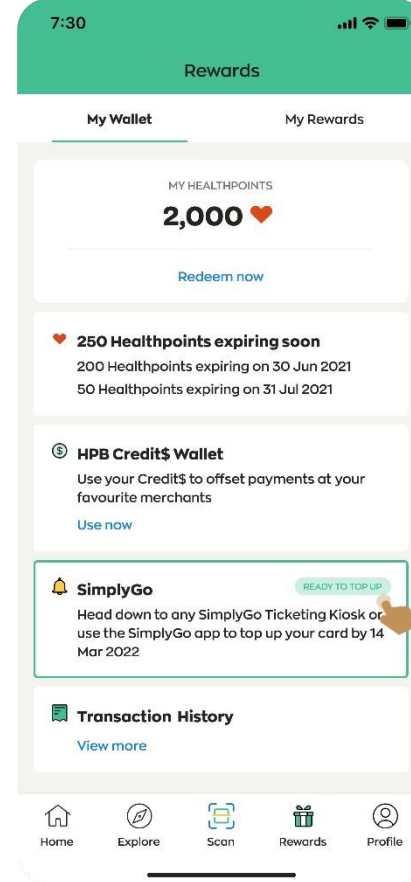 7:30
Rewards
My Wallet My Rewards
MY HEALTHPOINTS
2,000
Redeem now
250 Healthpoints expiring soon
200 Healthpoints expiring on 30 Jun 2021
50 Healthpoints expiring on 31 Jul 2021
HPB Credit$ Wallet
Use your Credit$ to offset payments at your
favourite merchants
Use now
SimplyGo READY TO TOP UP
Head down to any SimplyGo Ticketing Kiosk or
use the SimplyGo app to top up your card by 14
Mar 2022
Transaction History
View more
Home Explore Scan Rewards Profile